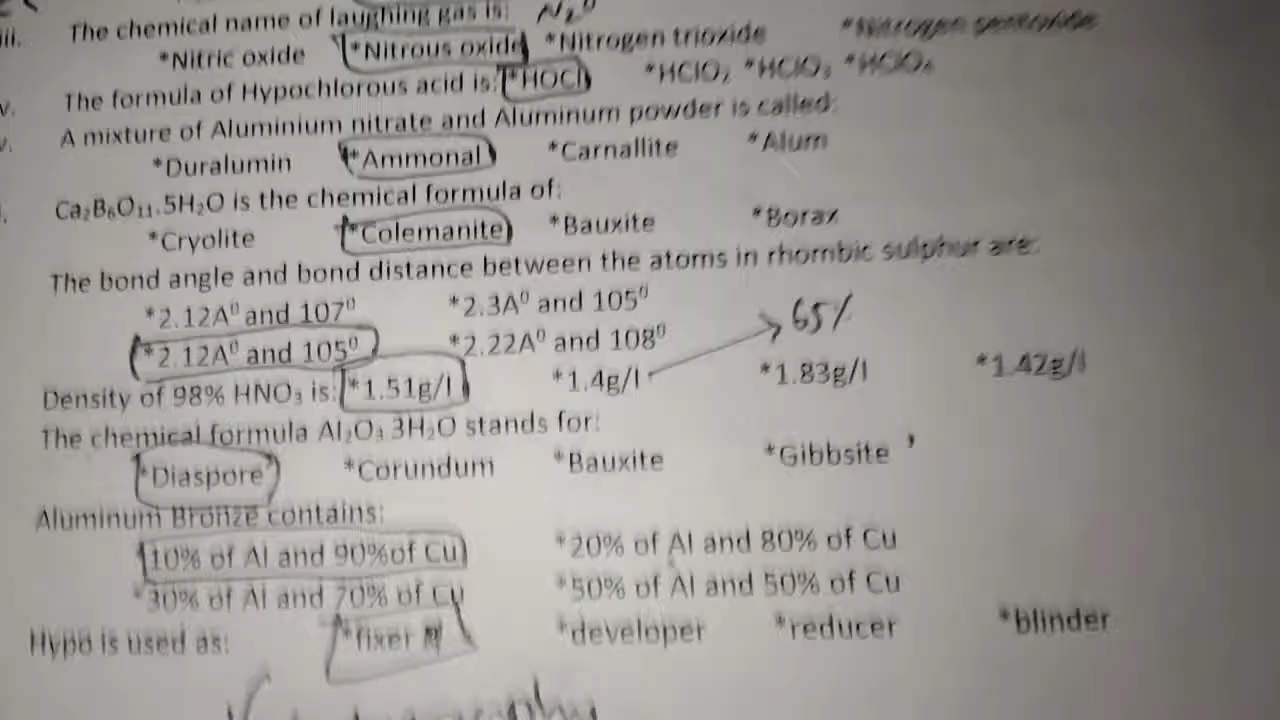 iii. The chemical name of laughing gas is: N₂O
*Nitric oxide *Nitrous oxide *Nitrogen trioxide
v. The formula of Hypochlorous acid is: *HOCl *HClO₂ *HClO₃ *HClO₄
v. A mixture of Aluminium nitrate and Aluminum powder is called:
*Duralumin *Ammonal *Carnallite *Alum
Ca₂B₆O₁₁.5H₂O is the chemical formula of:
*Cryolite *Colemanite *Bauxite *Borax
The bond angle and bond distance between the atoms in rhombic sulphur are:
*2.12A⁰ and 107⁰ *2.3A⁰ and 105⁰
65%
*2.12A⁰ and 105⁰ *2.22A⁰ and 108⁰
Density of 98% HNO₃ is: *1.51g/l *1.4g/l *1.83g/l *1.42g/l
The chemical formula Al₂O₃ 3H₂O stands for:
*Diaspore *Corundum *Bauxite *Gibbsite
Aluminum Bronze contains:
10% of Al and 90%of Cu *20% of Al and 80% of Cu
*30% of Al and 70% of Cu *50% of Al and 50% of Cu
Hypo is used as: *fixer *developer *reducer *blinder